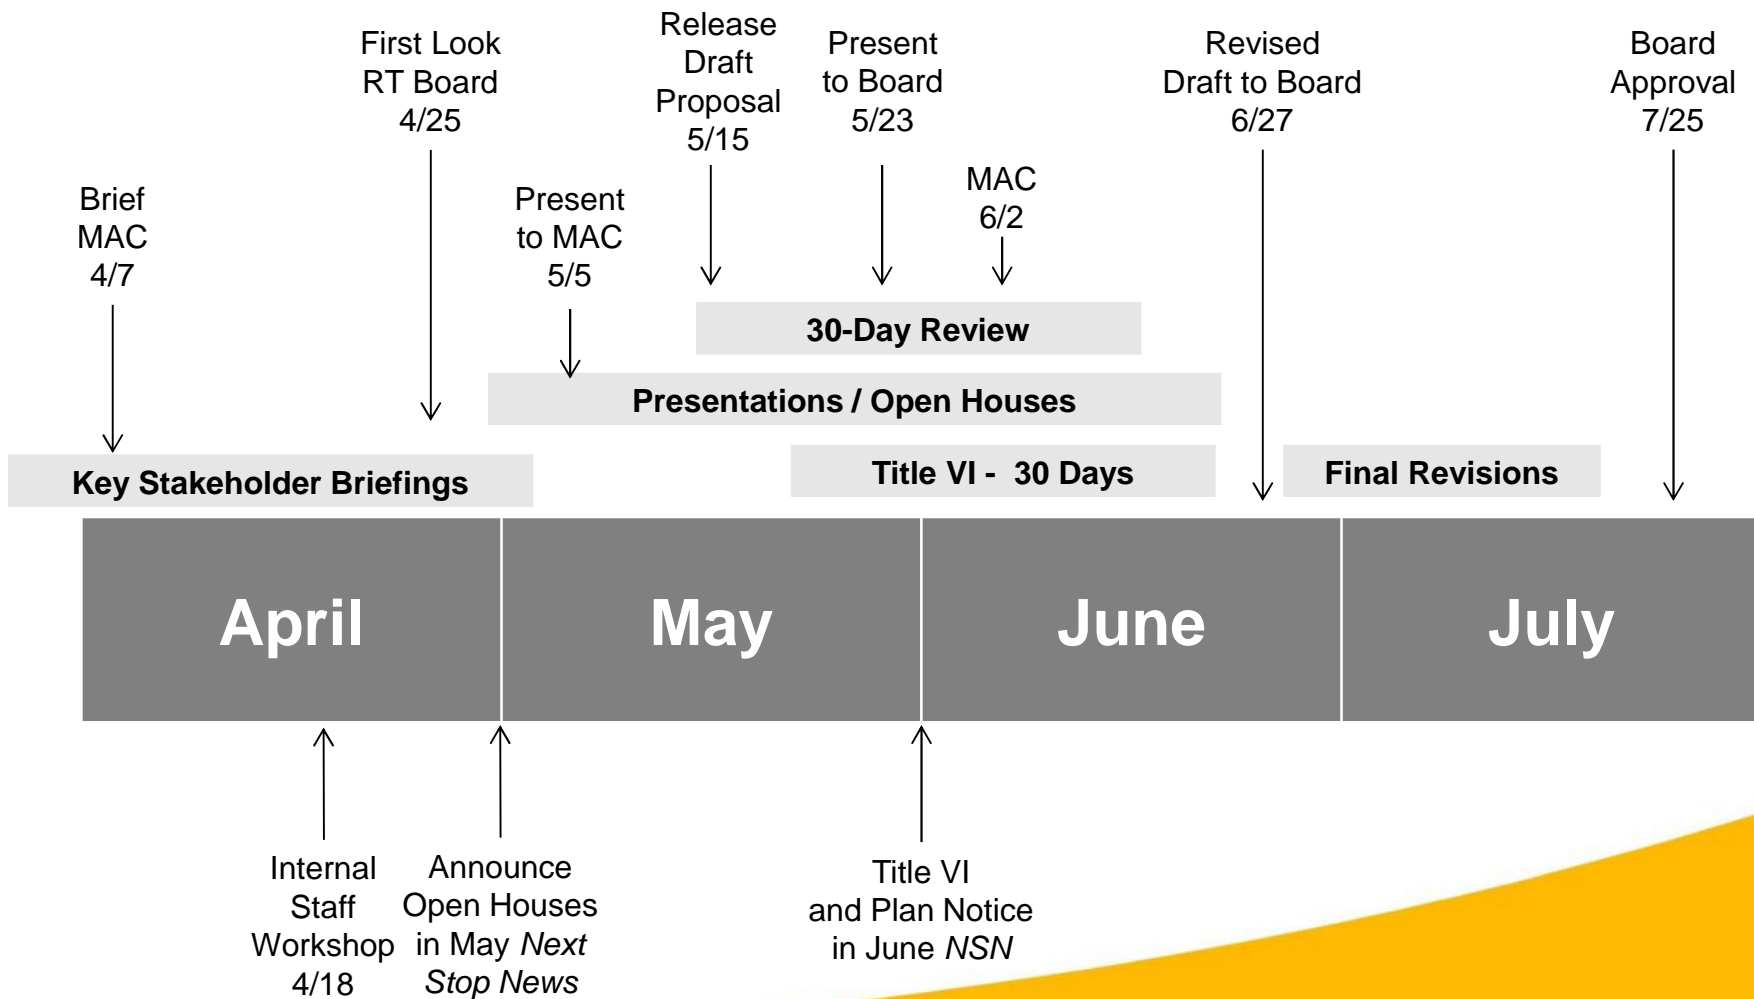 First Look
RT Board
4/25
Release
Draft
Proposal
5/15
Present
to Board
5/23
Revised
Draft to Board
6/27
Board
Approval
7/25
Brief
MAC
4/7
Present
to MAC
5/5
MAC
6/2
30-Day Review
Presentations / Open Houses
Key Stakeholder Briefings
Title VI -  30 Days
Final Revisions
April
May
June
July
Internal
Staff
Workshop
4/18
Announce
Open Houses
in May Next
Stop News
Title VI
and Plan Notice
in June NSN